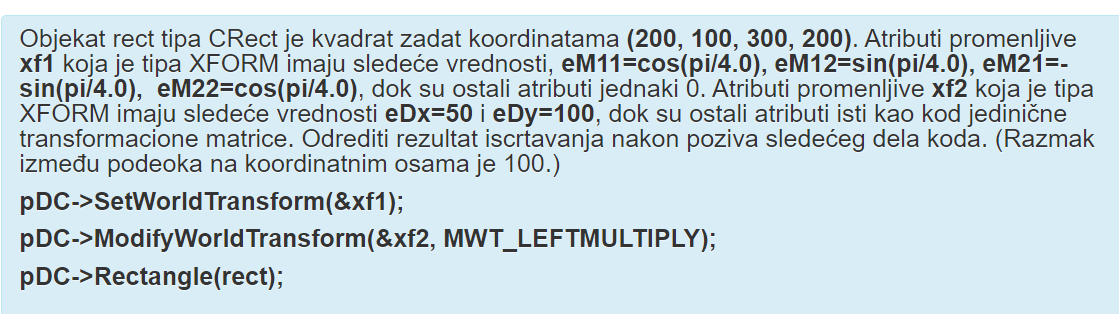 Objekat rect tipa CRect je kvadrat zadat koordinatama (200, 100, 300, 200). Atributi promenljive
xf1 koja je tipa XFORM imaju sledeće vrednosti, eM11=cos(pi/4.0), eM12=sin(pi/4.0), eM21=-
sin(pi/4.0), eM22=cos(pi/4.0), dok su ostali atributi jednaki 0. Atributi promenljive xf2 koja je tipa
XFORM imaju sledeće vrednosti eDx=50 i eDy=100, dok su ostali atributi isti kao kod jedinične
transformacione matrice. Odrediti rezultat iscrtavanja nakon poziva sledećeg dela koda. (Razmak
između podeoka na koordinatnim osama je 100.)
pDC->SetWorldTransform(&xf1);
pDC->ModifyWorldTransform(&xf2, MWT_LEFTMULTIPLY);
pDC->Rectangle(rect);